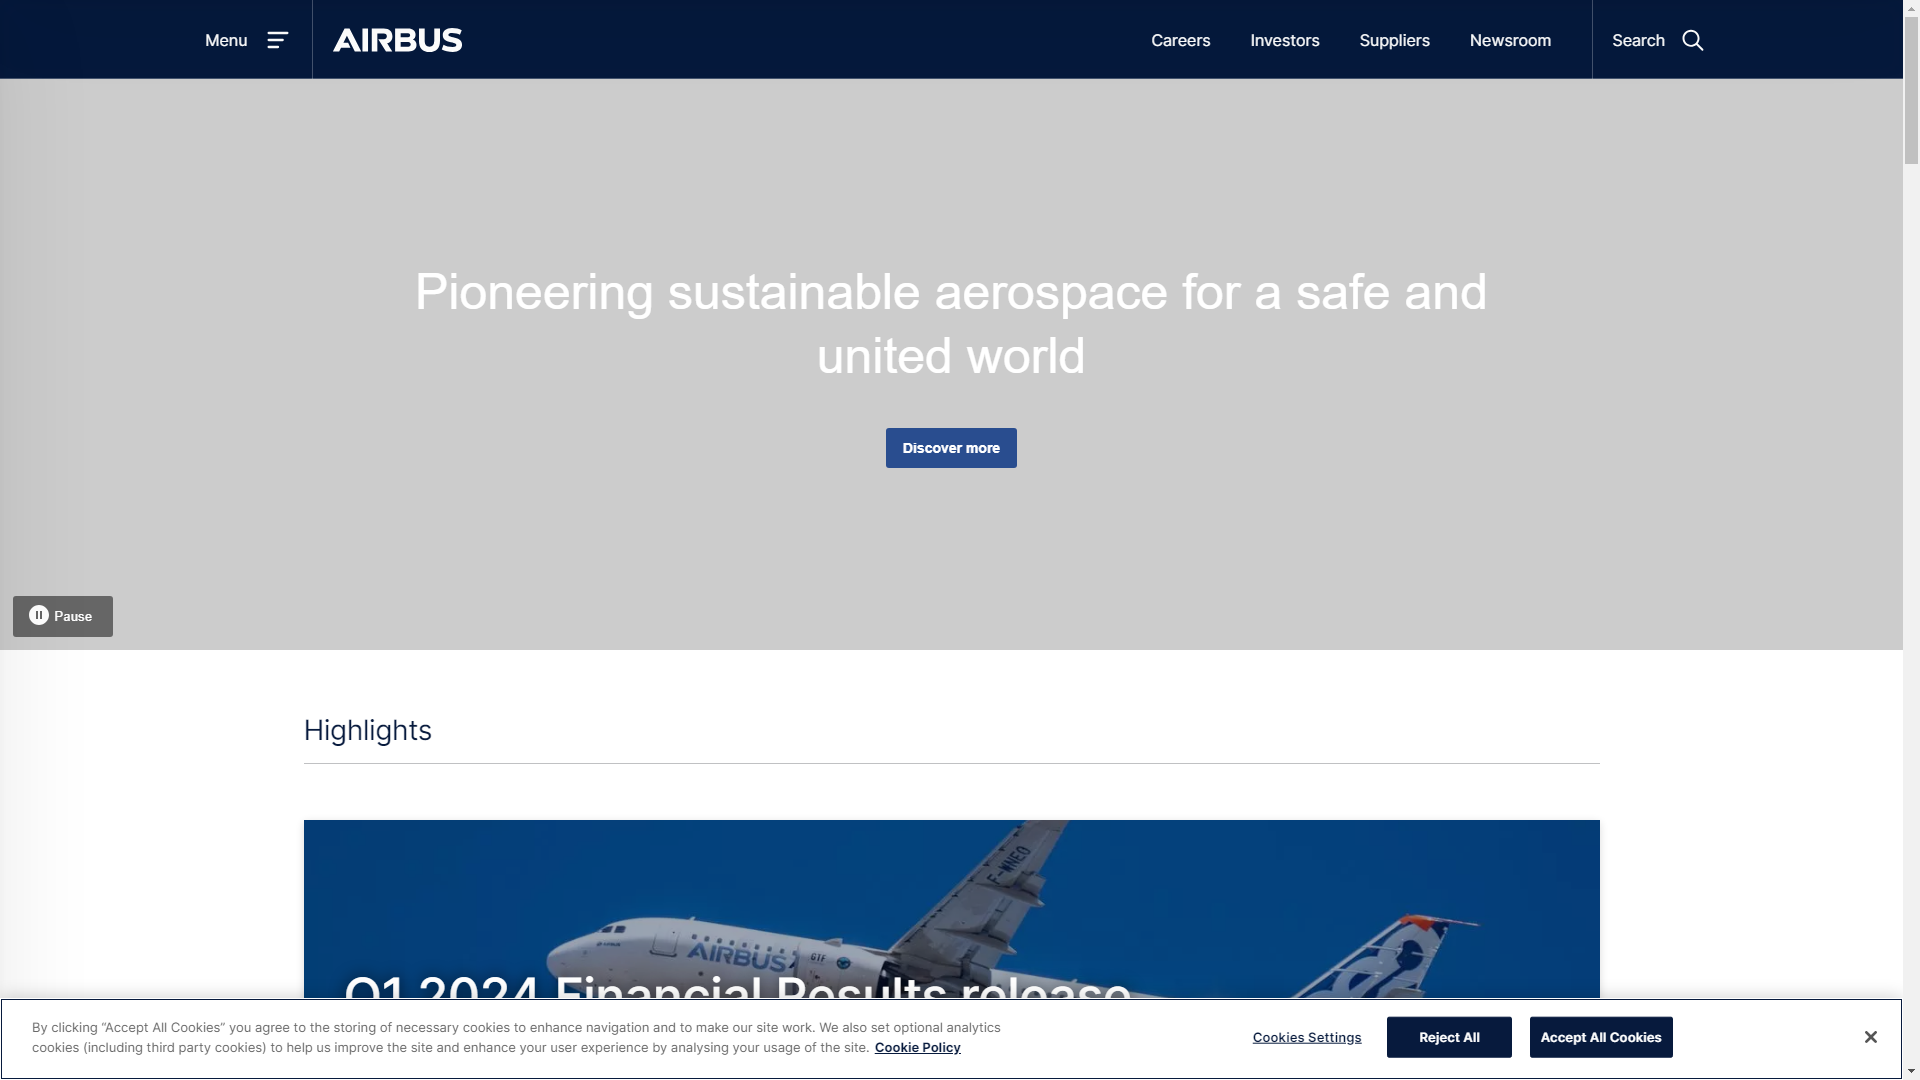 Menu
AIRBUS
Careers
Investors
Suppliers
Newsroom
Search
Pioneering sustainable aerospace for a safe and
united world
Discover more
Pause
Highlights
F-WNEO
AIRBUS
AIRBUS
GTF
Q1 2024 Financial Results release
By clicking “Accept All Cookies” you agree to the storing of necessary cookies to enhance navigation and to make our site work. We also set optional analytics
cookies (including third party cookies) to help us improve the site and enhance your user experience by analysing your usage of the site. Cookie Policy
Cookies Settings
Reject All
Accept All Cookies